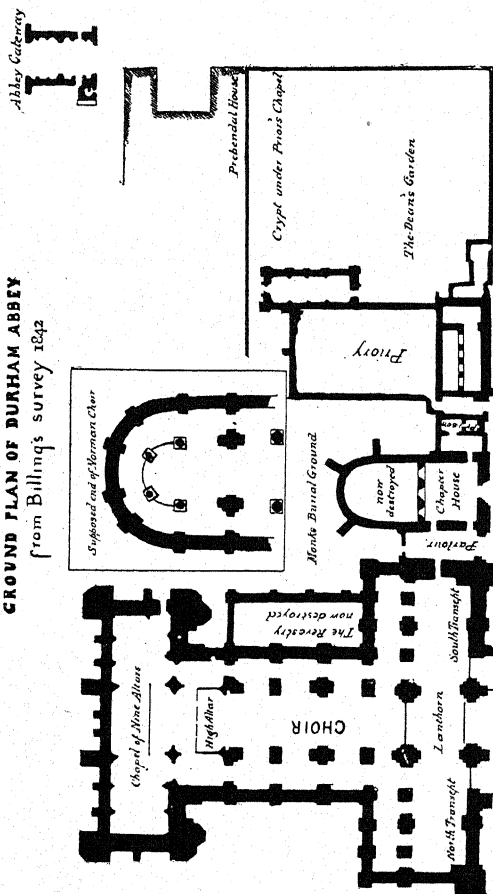 GROUND PLAN OF DURHAM ABBEY
from Billing's survey 1842
Abbey Gateway
Prebendal House
Crypt under Prior's Chapel
The Dean's Garden
Priory
Supposed end of Norman Choir
Monks Burial Ground
now
destroyed
Chapter
House
Prison
Parlour.
The Revestry
now destroyed
Chapel of Nine Altars
High Altar
CHOIR
South Transept
Lanthorn
North Transept